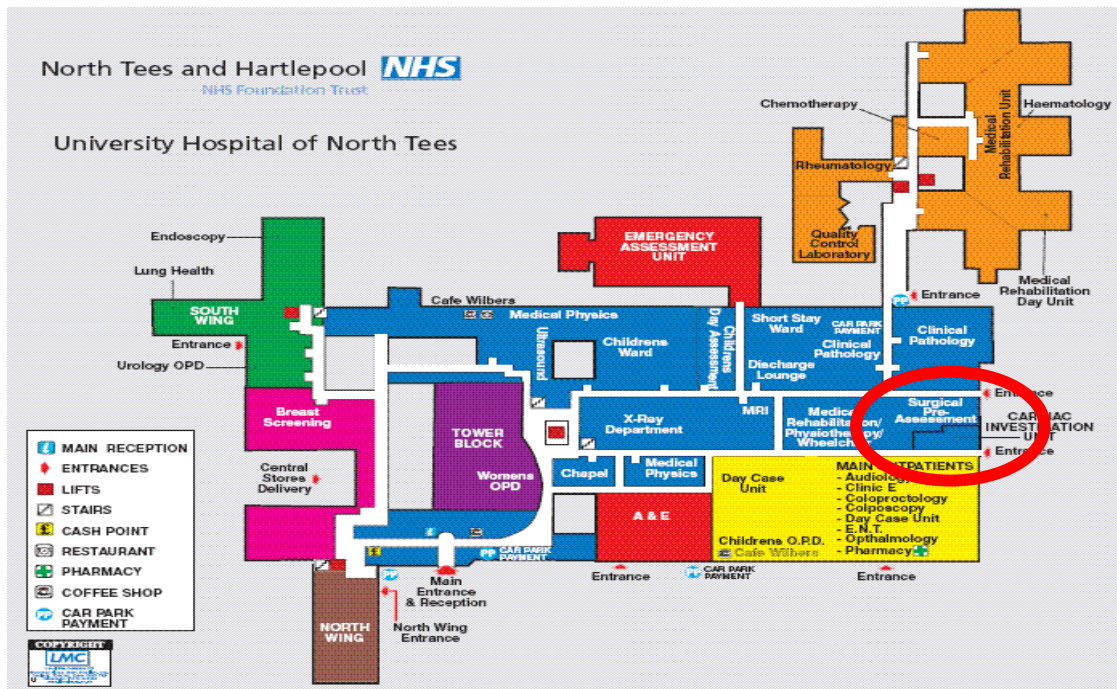 North Tees and Hartlepool NHS
NHS Foundation Trust
University Hospital of North Tees
Chemotherapy
Haematology
Medical
Rehabilitation Unit
Rheumatology
Quality
Control
Laboratory
Medical
Rehabilitation
Day Unit
Endoscopy
Lung Health
SOUTH
WING
Entrance
Urology OPD
EMERGENCY
ASSESSMENT
UNIT
PP
Entrance
Cafe Wilbers
Medical Physics
Ultrasound
Childrens
Ward
Childrens
Day Assessment
Short Stay
Ward
CAR PARK
PAYMENT
Clinical
Pathology
Discharge
Lounge
Clinical
Pathology
Entrance
Breast
Screening
TOWER
BLOCK
X-Ray
Department
MRI
Medical
Rehabilitation/
Physiotherapy/
Wheelchair
Surgical
Pre-
Assessment
CARDIAC
INVESTIGATION
UNIT
Entrance
Central
Stores
Delivery
Womens
OPD
Chapel
Medical
Physics
Day Case
Unit
MAIN OUTPATIENTS
- Audiology
- Clinic E
- Coloproctology
- Colposcopy
- Day Case Unit
- E.N.T.
- Opthalmology
- Pharmacy
A & E
Childrens O.P.D.
Cafe Wilbers
PP CAR PARK
PAYMENT
PP
Main
Entrance
& Reception
Entrance
PP CAR PARK
PAYMENT
Entrance
NORTH
WING
North Wing
Entrance
i MAIN RECEPTION
ENTRANCES
LIFTS
STAIRS
£ CASH POINT
RESTAURANT
PHARMACY
COFFEE SHOP
PP CAR PARK
PAYMENT
COPYRIGHT
LMC